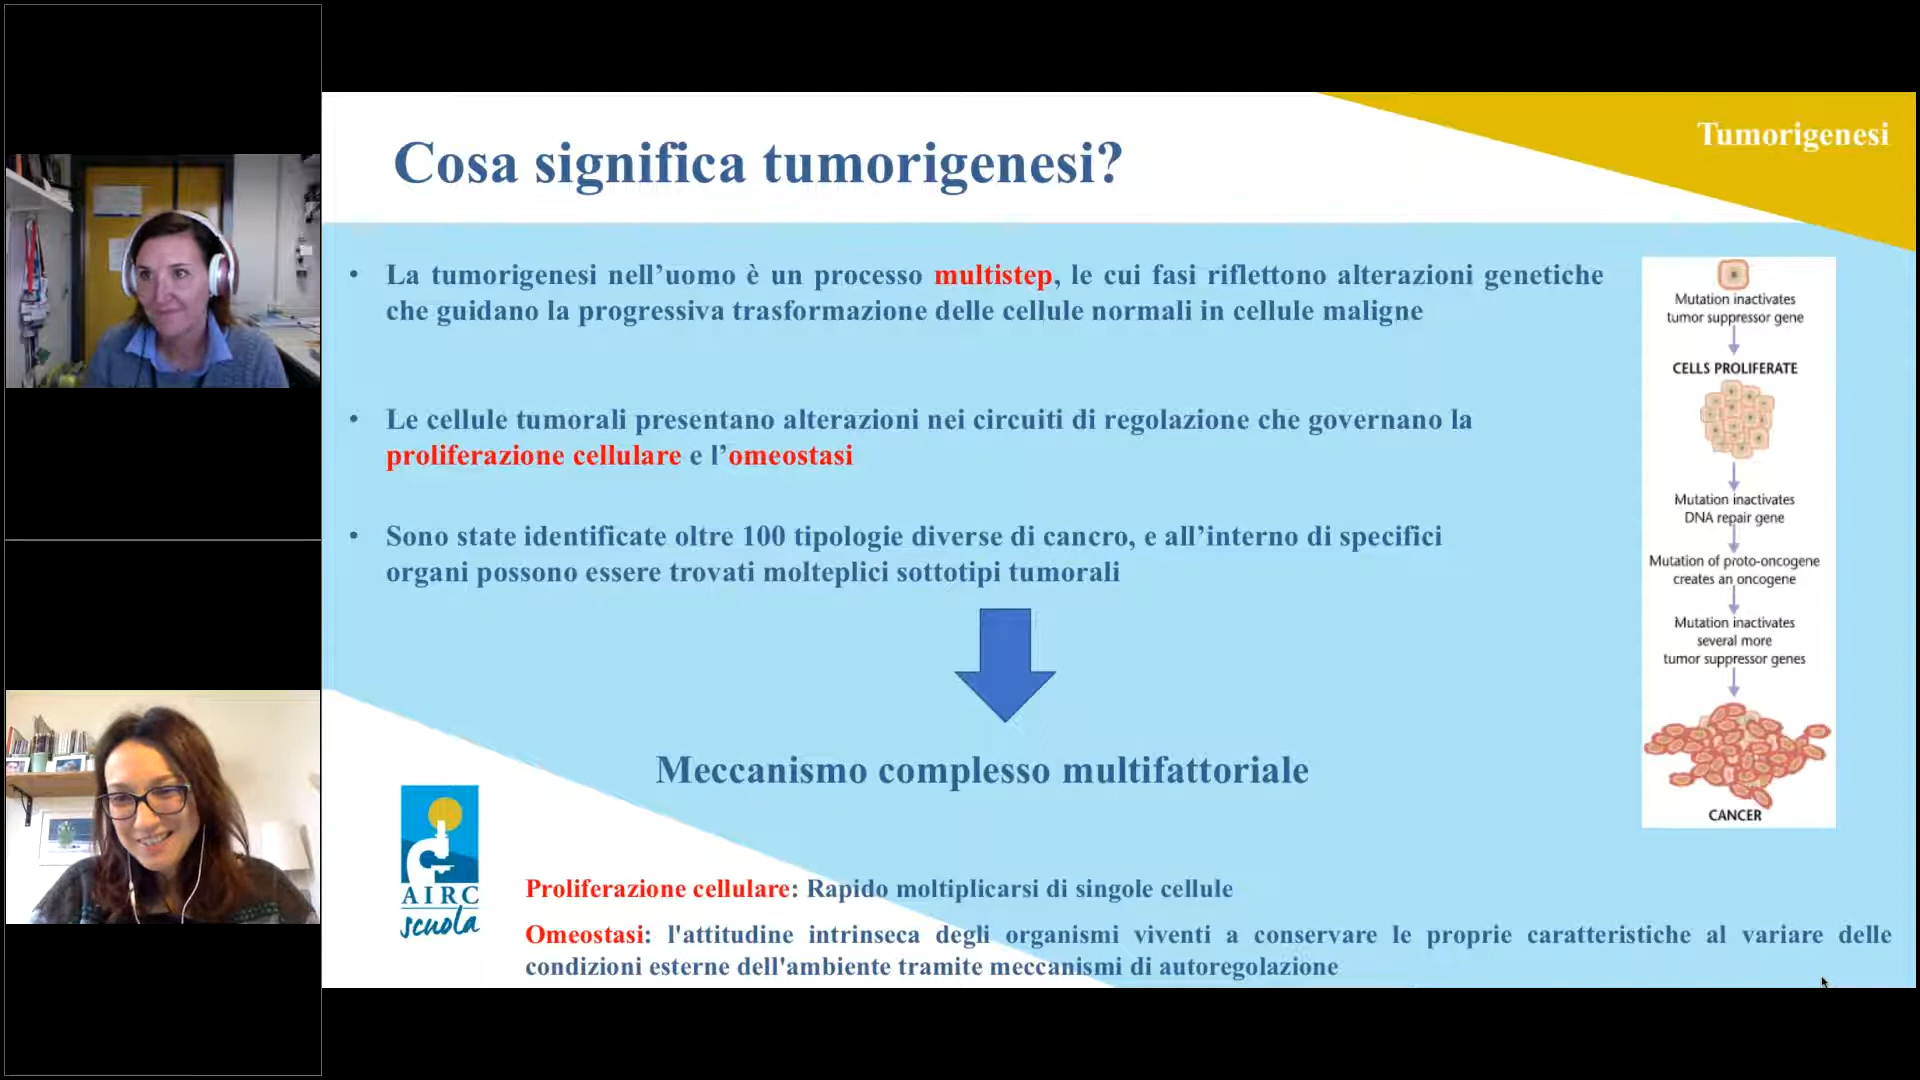 Tumorigenesi
Cosa significa tumorigenesi?
• La tumorigenesi nell’uomo è un processo multistep, le cui fasi riflettono alterazioni genetiche
che guidano la progressiva trasformazione delle cellule normali in cellule maligne
• Le cellule tumorali presentano alterazioni nei circuiti di regolazione che governano la
proliferazione cellulare e l’omeostasi
• Sono state identificate oltre 100 tipologie diverse di cancro, e all’interno di specifici
organi possono essere trovati molteplici sottotipi tumorali
Meccanismo complesso multifattoriale
Mutation inactivates
tumor suppressor gene
CELLS PROLIFERATE
Mutation inactivates
DNA repair gene
Mutation of proto-oncogene
creates an oncogene
Mutation inactivates
several more
tumor suppressor genes
CANCER
AIRC
scuola
Proliferazione cellulare: Rapido moltiplicarsi di singole cellule
Omeostasi: l'attitudine intrinseca degli organismi viventi a conservare le proprie caratteristiche al variare delle
condizioni esterne dell'ambiente tramite meccanismi di autoregolazione